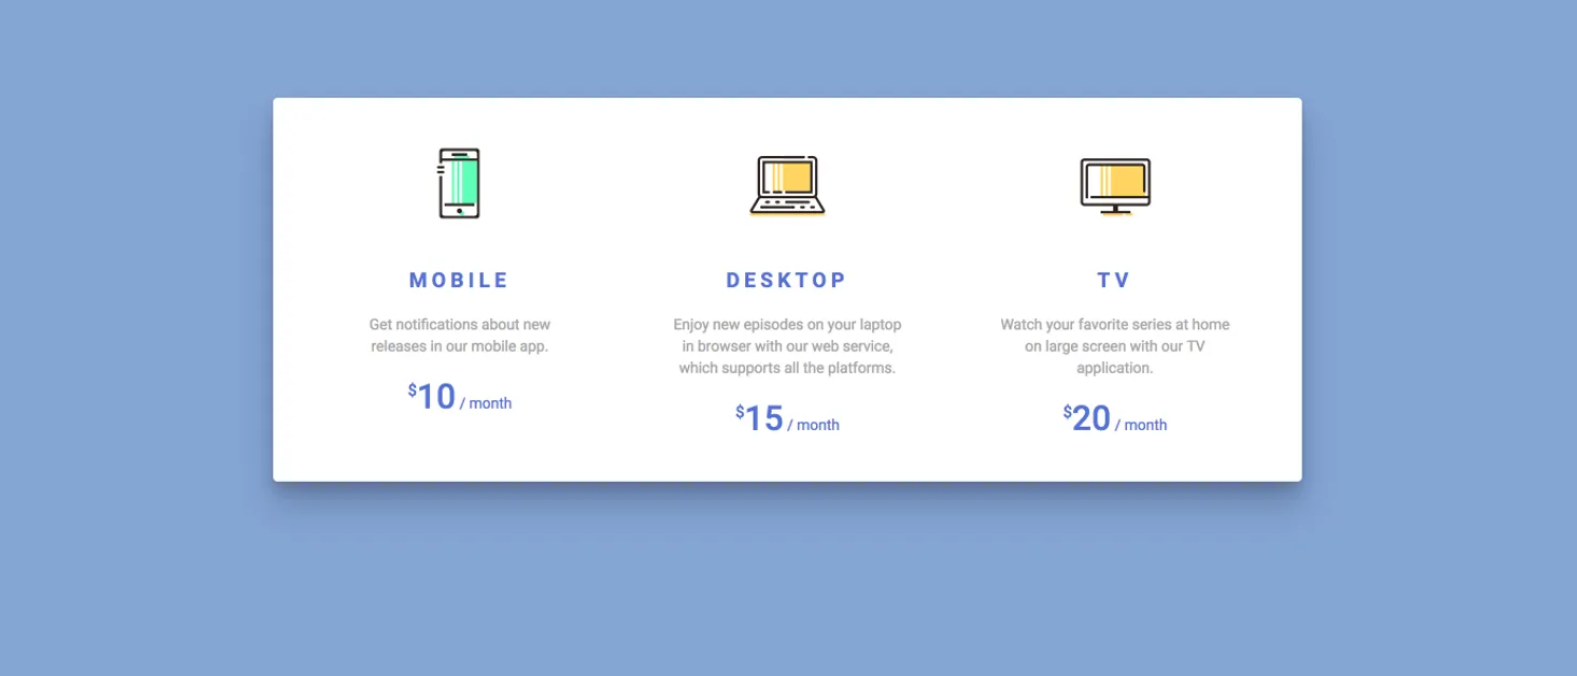 MOBILE
Get notifications about new
releases in our mobile app.
$10 / month
DESKTOP
Enjoy new episodes on your laptop
in browser with our web service,
which supports all the platforms.
$15 / month
TV
Watch your favorite series at home
on large screen with our TV
application.
$20 / month